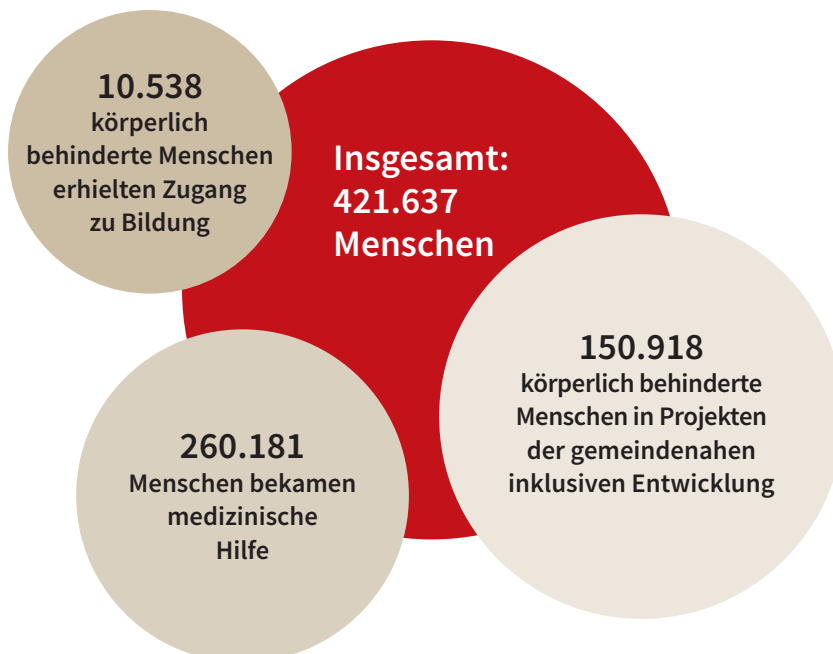 10.538
körperlich
behinderte Menschen
erhielten Zugang
zu Bildung
Insgesamt:
421.637
Menschen
150.918
körperlich behinderte
Menschen in Projekten
der gemeindenahen
inklusiven Entwicklung
260.181
Menschen bekamen
medizinische
Hilfe